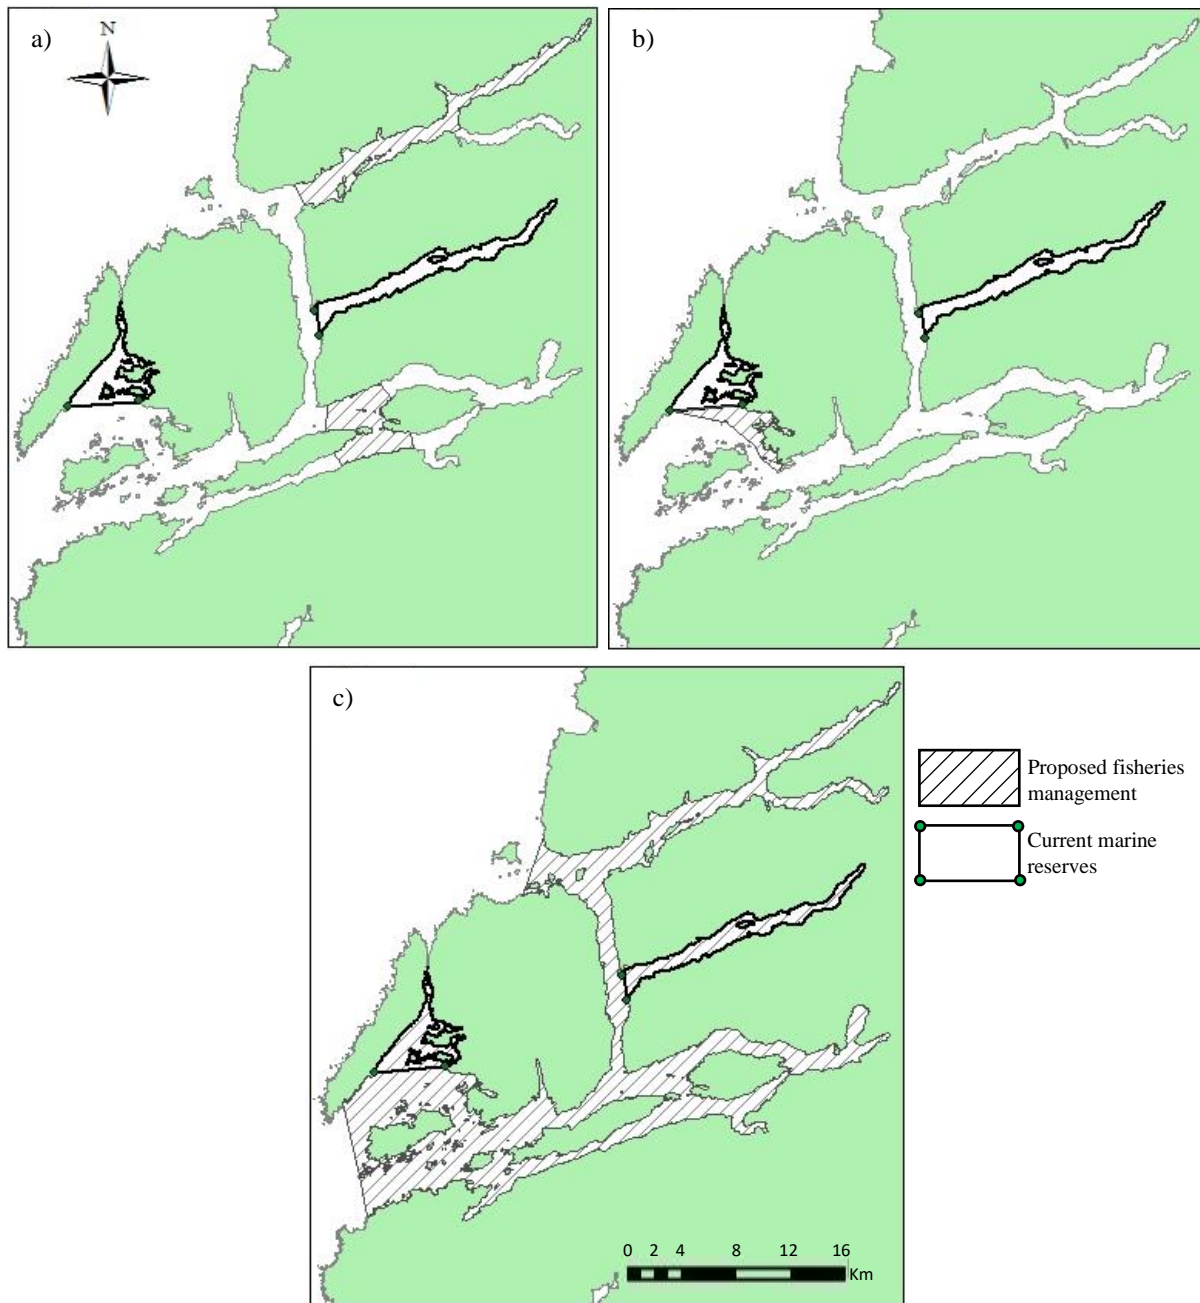 a)
N
b)
c)
Proposed fisheries
management
Current marine
reserves
0 2 4 8 12 16
Km